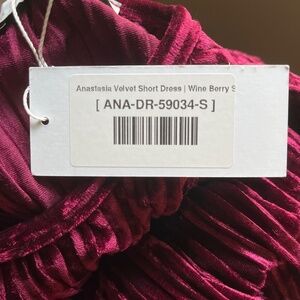 Anastasia Velvet Short Dress | Wine Berry S
[ ANA-DR-59034-S ]